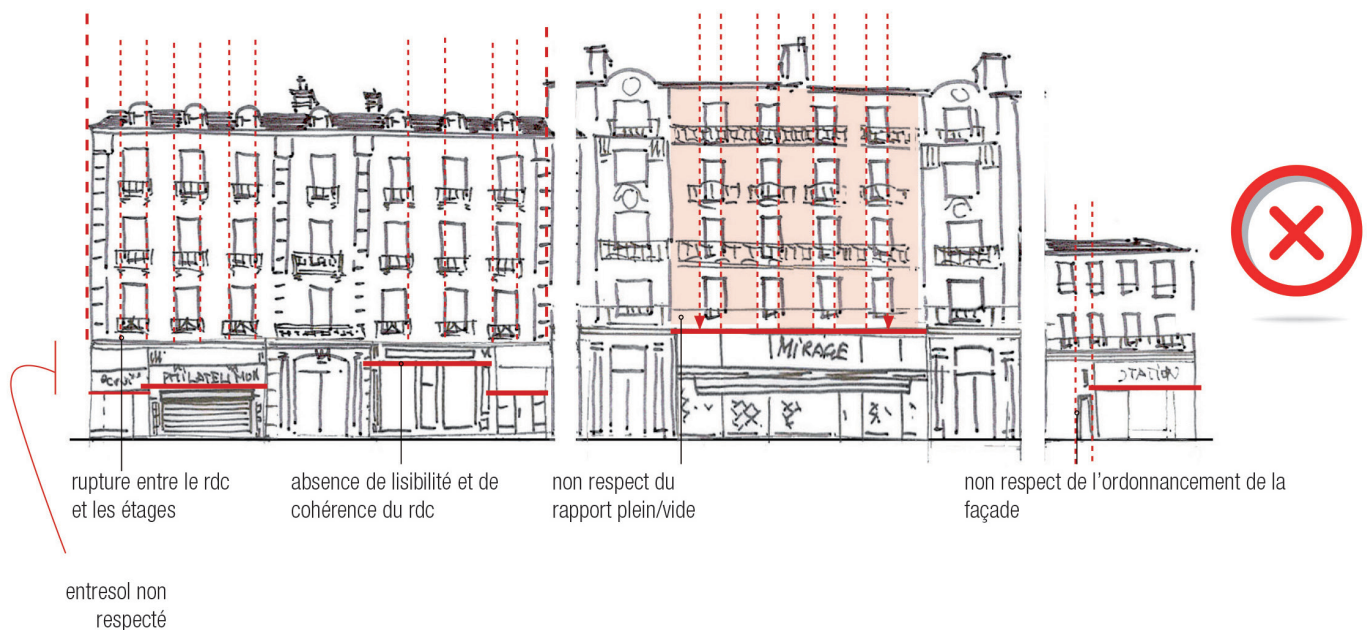 MIRAGE
STATION
rupture entre le rdc
et les étages
absence de lisibilité et de
cohérence du rdc
non respect du
rapport plein/vide
non respect de l'ordonnancement de la
façade
entresol non
respecté